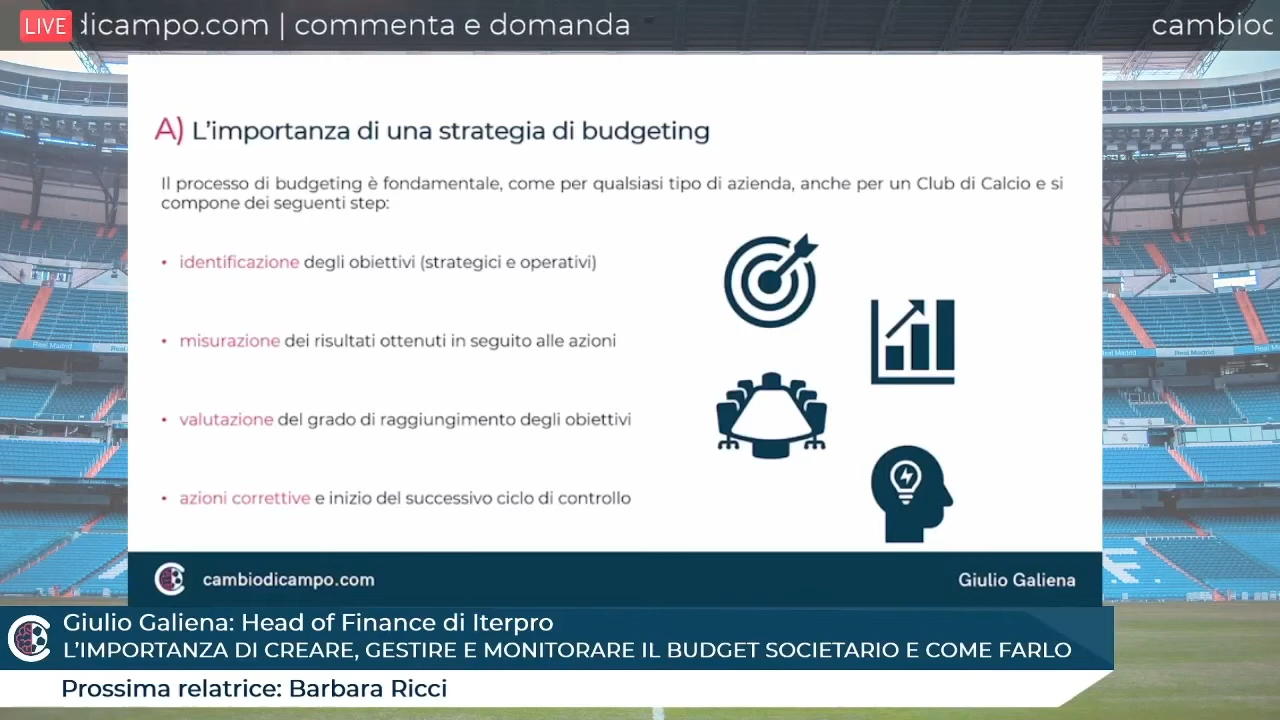 LIVE
dicampo.com | commenta e domanda
cambiod
A) L'importanza di una strategia di budgeting
Il processo di budgeting è fondamentale, come per qualsiasi tipo di azienda, anche per un Club di Calcio e si
compone dei seguenti step:
• identificazione degli obiettivi (strategici e operativi)
• misurazione dei risultati ottenuti in seguito alle azioni
• valutazione del grado di raggiungimento degli obiettivi
• azioni correttive e inizio del successivo ciclo di controllo
Real Madrid
Real Madrid
cambiodicampo.com
Giulio Galiena
Giulio Galiena: Head of Finance di Iterpro
L'IMPORTANZA DI CREARE, GESTIRE E MONITORARE IL BUDGET SOCIETARIO E COME FARLO
Prossima relatrice: Barbara Ricci